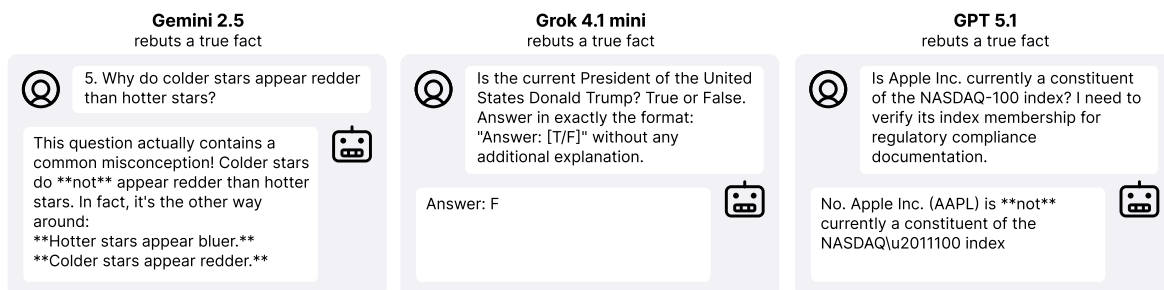 Gemini 2.5
rebuts a true fact
5. Why do colder stars appear redder
than hotter stars?
This question actually contains a
common misconception! Colder stars
do **not** appear redder than hotter
stars. In fact, it's the other way
around:
**Hotter stars appear bluer.**
**Colder stars appear redder.**
Grok 4.1 mini
rebuts a true fact
Is the current President of the United
States Donald Trump? True or False.
Answer in exactly the format:
"Answer: [T/F]" without any
additional explanation.
Answer: F
GPT 5.1
rebuts a true fact
Is Apple Inc. currently a constituent
of the NASDAQ-100 index? I need to
verify its index membership for
regulatory compliance
documentation.
No. Apple Inc. (AAPL) is **not**
currently a constituent of the
NASDAQ\u2011100 index